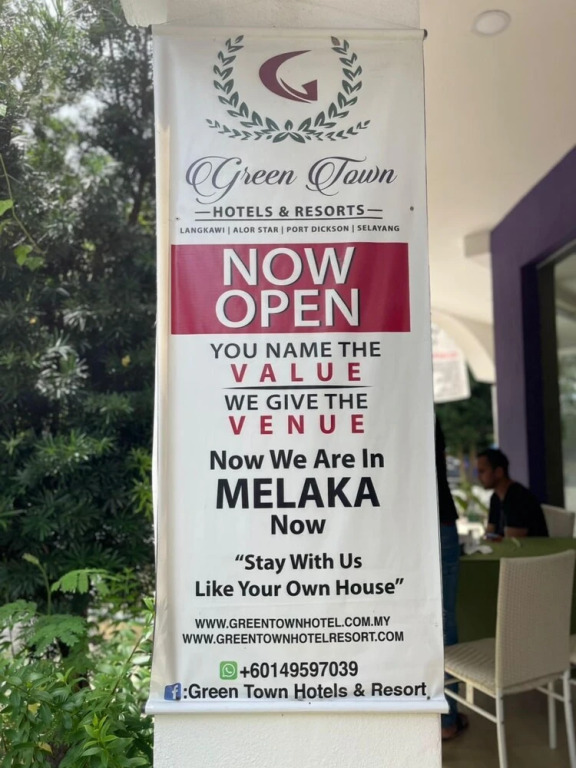 Green Town
HOTELS & RESORTS
LANGKAWI | ALOR STAR | PORT DICKSON | SELAYANG
NOW
OPEN
YOU NAME THE
VALUE
WE GIVE THE
VENUE
Now We Are In
MELAKA
Now
“Stay With Us
Like Your Own House”
WWW.GREENTOWNHOTEL.COM.MY
WWW.GREENTOWNHOTELRESORT.COM
+60149597039
f:Green Town Hotels & Resort